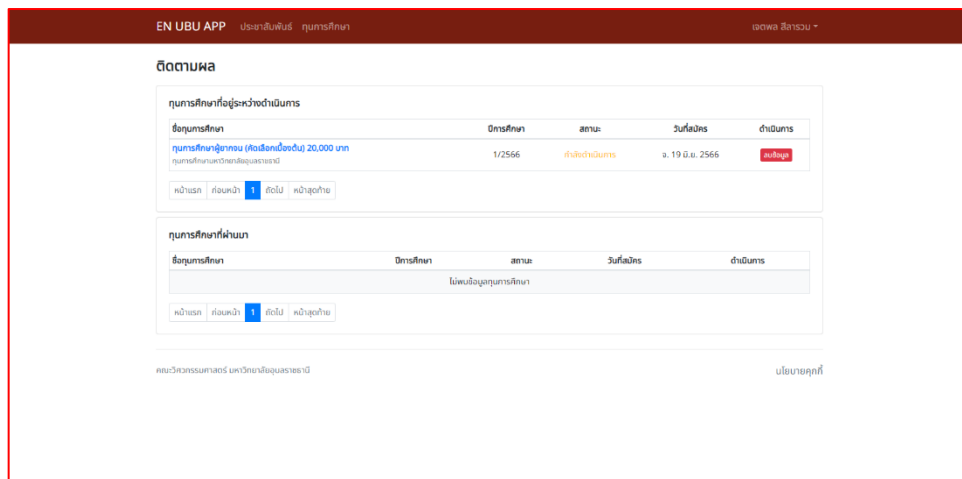 EN UBU APP ประชาสัมพันธ์ ทุนการศึกษา เจตพล สีลารวม
ติดตามผล
ทุนการศึกษาที่อยู่ระหว่างดำเนินการ
ชื่อทุนการศึกษา ปีการศึกษา สถานะ วันที่สมัคร ดำเนินการ
ทุนการศึกษาผู้ยากจน (คัดเลือกเบื้องต้น) 20,000 บาท 1/2566 กำลังดำเนินการ จ. 19 มิ.ย. 2566 ลบข้อมูล
ทุนการศึกษามหาวิทยาลัยอุบลราชธานี
หน้าแรก ก่อนหน้า 1 ถัดไป หน้าสุดท้าย
ทุนการศึกษาที่ผ่านมา
ชื่อทุนการศึกษา ปีการศึกษา สถานะ วันที่สมัคร ดำเนินการ
ไม่พบข้อมูลทุนการศึกษา
หน้าแรก ก่อนหน้า 1 ถัดไป หน้าสุดท้าย
คณะวิศวกรรมศาสตร์ มหาวิทยาลัยอุบลราชธานี นโยบายคุกกี้